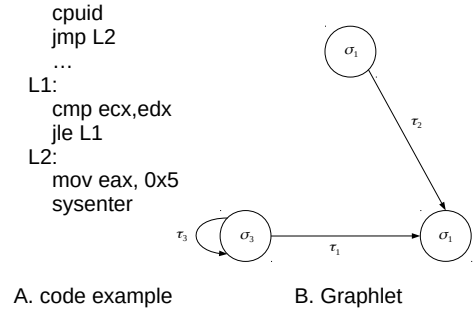 cpuid
jmp L2
…
L1:
cmp ecx,edx
jle L1
L2:
mov eax, 0x5
sysenter
A. code example
σ1
τ2
τ3
σ3
τ1
σ1
B. Graphlet